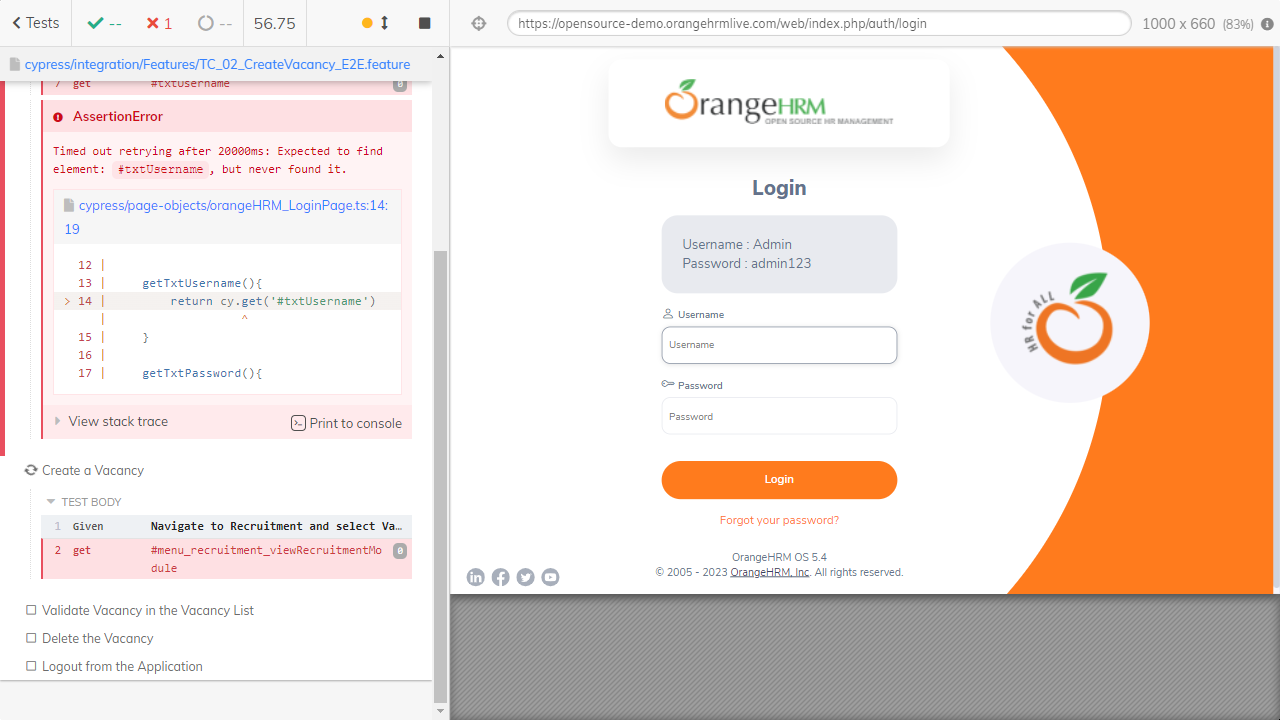 Tests
--
1
--
56.75
https://opensource-demo.orangehrmlive.com/web/index.php/auth/login
1000 x 660 (83%)
cypress/integration/Features/TC_02_CreateVacancy_E2E.feature
7 get #txtUsername 0
AssertionError
Timed out retrying after 20000ms: Expected to find
element: #txtUsername, but never found it.
cypress/page-objects/orangeHRM_LoginPage.ts:14:
19
12 |
13 | getTxtUsername(){
> 14 | return cy.get('#txtUsername')
| ^
15 | }
16 |
17 | getTxtPassword(){
View stack trace
Print to console
Create a Vacancy
TEST BODY
1 Given Navigate to Recruitment and select Va…
2 get #menu_recruitment_viewRecruitmentMo
dule 0
Validate Vacancy in the Vacancy List
Delete the Vacancy
Logout from the Application
OrangeHRM
OPEN SOURCE HR MANAGEMENT
Login
Username : Admin
Password : admin123
Username
Username
Password
Password
Login
Forgot your password?
OrangeHRM OS 5.4
© 2005 - 2023 OrangeHRM, Inc. All rights reserved.
HR for ALL